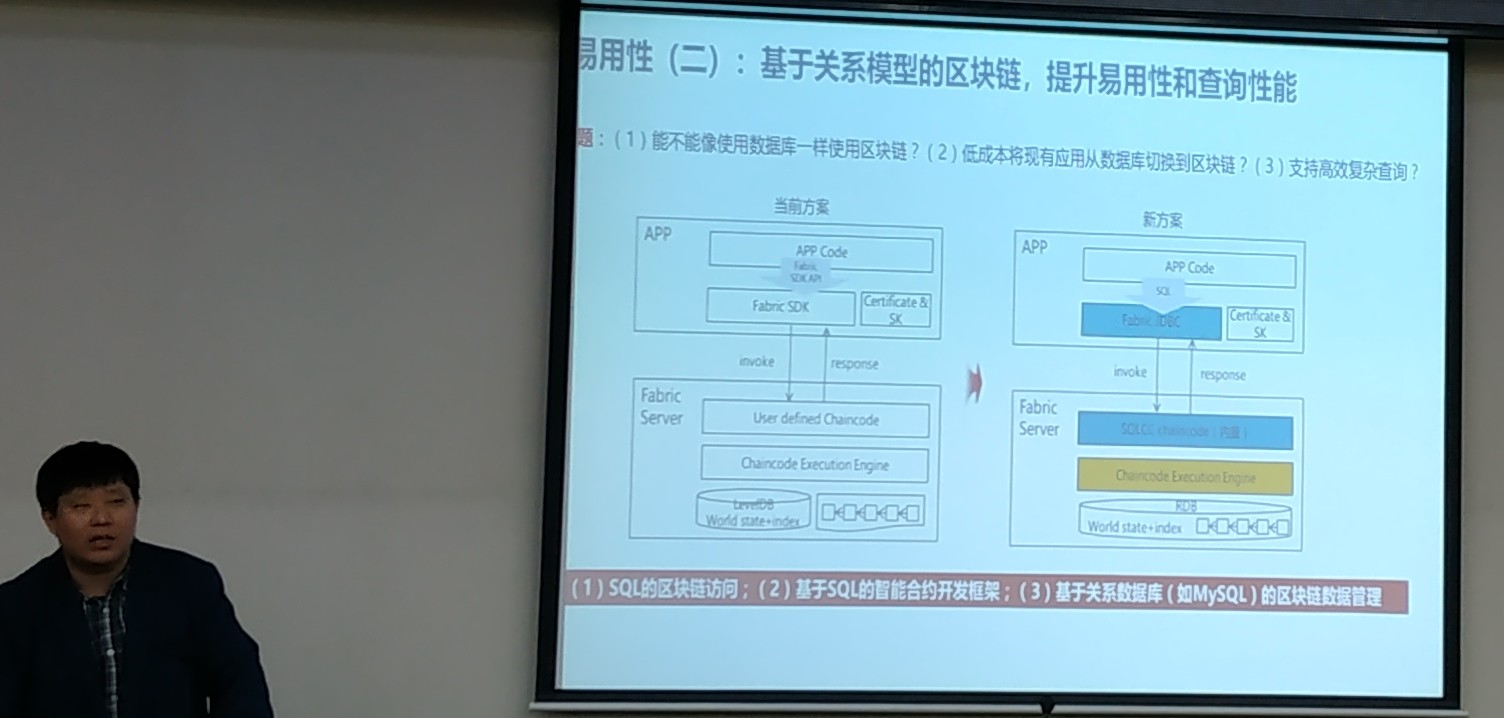 易用性（二）：基于关系模型的区块链，提升易用性和查询性能
题：（1）能不能像使用数据库一样使用区块链？（2）低成本将现有应用从数据库切换到区块链？（3）支持高效复杂查询？
当前方案
APP
APP Code
Fabric
SDK API
Fabric SDK
Certificate &
SK
invoke
response
Fabric
Server
User defined Chaincode
Chaincode Execution Engine
LevelDB
World state+index
新方案
APP
APP Code
SQL
Fabric JDBC
Certificate &
SK
invoke
response
Fabric
Server
SQLCC chaincode（内置）
Chaincode Execution Engine
RDB
World state+index
（1）SQL的区块链访问；（2）基于SQL的智能合约开发框架；（3）基于关系数据库（如MySQL）的区块链数据管理